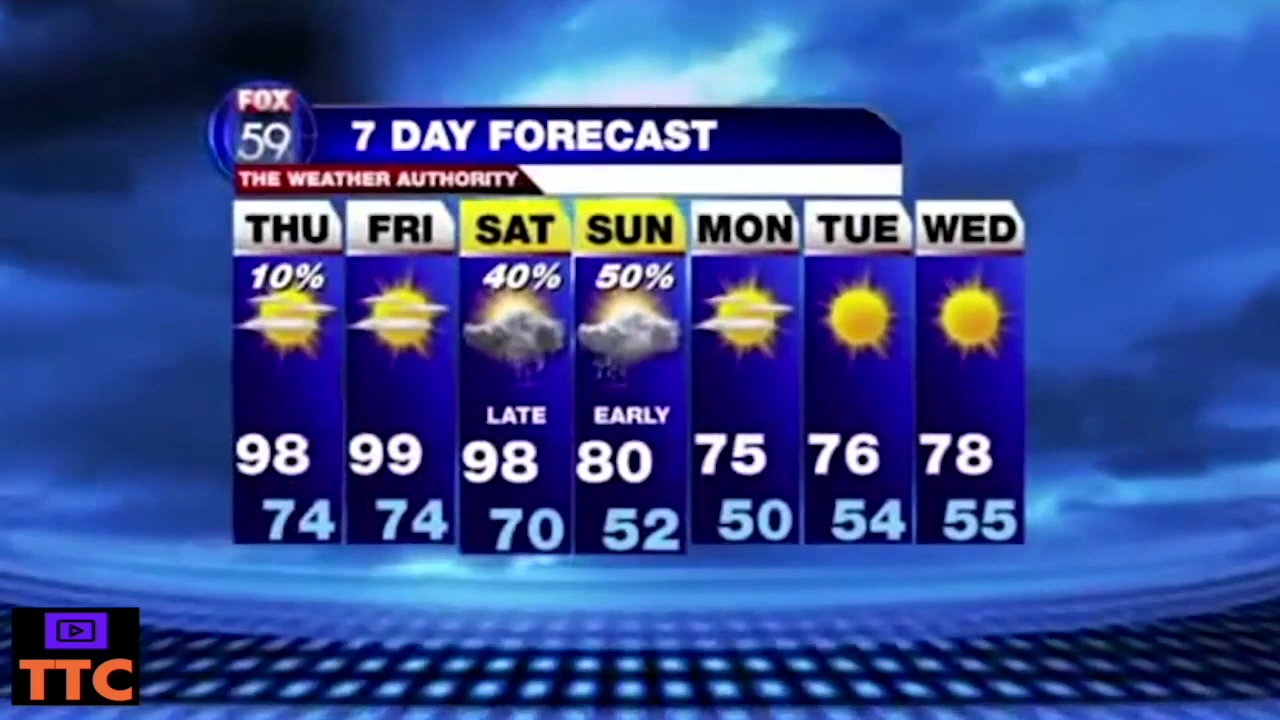 FOX
59
7 DAY FORECAST
THE WEATHER AUTHORITY
THU FRI SAT SUN MON TUE WED
10% 40% 50%
LATE EARLY
98 99 98 80 75 76 78
74 74 70 52 50 54 55
TTC